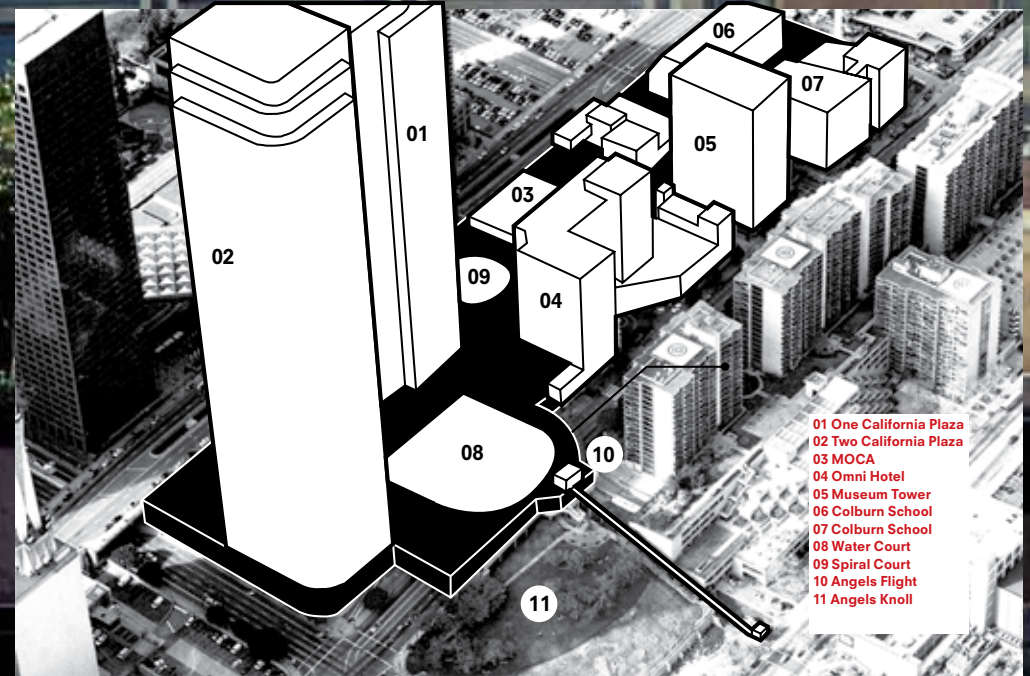 06
07
01
05
03
02
09
04
08
10
11
01 One California Plaza
02 Two California Plaza
03 MOCA
04 Omni Hotel
05 Museum Tower
06 Colburn School
07 Colburn School
08 Water Court
09 Spiral Court
10 Angels Flight
11 Angels Knoll